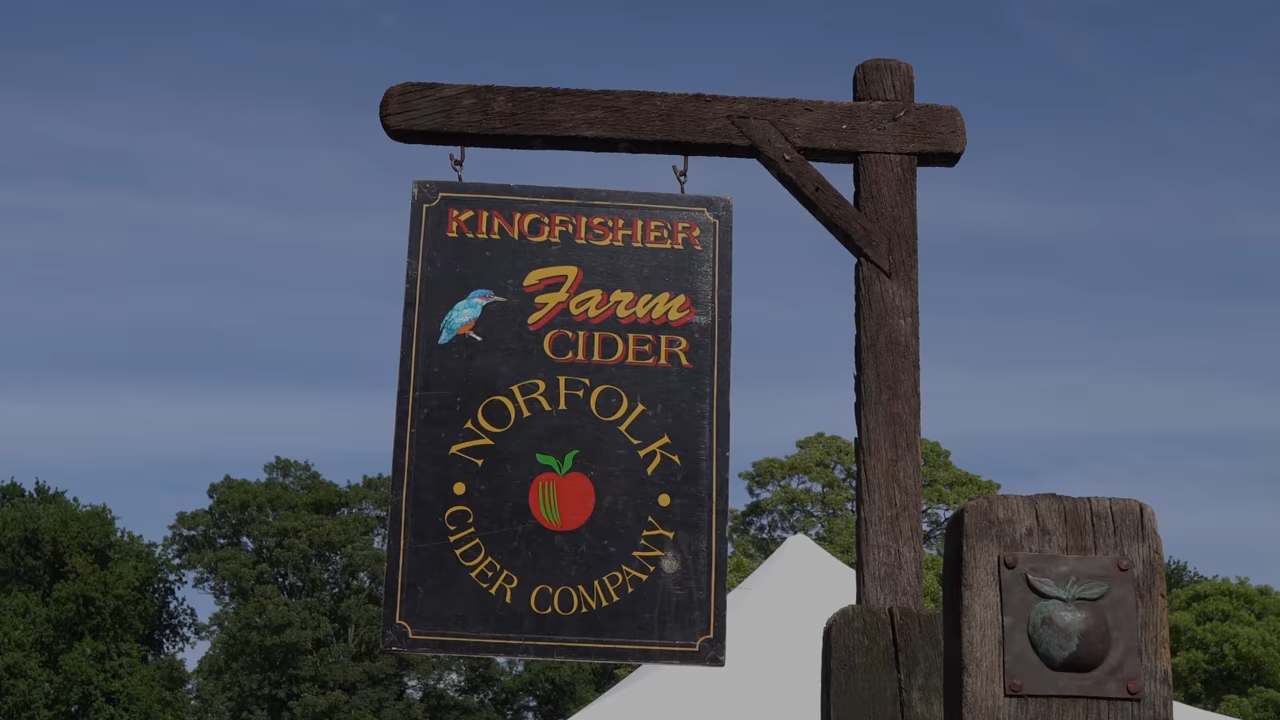 KINGFISHER
Farm
CIDER
NORFOLK
CIDER COMPANY